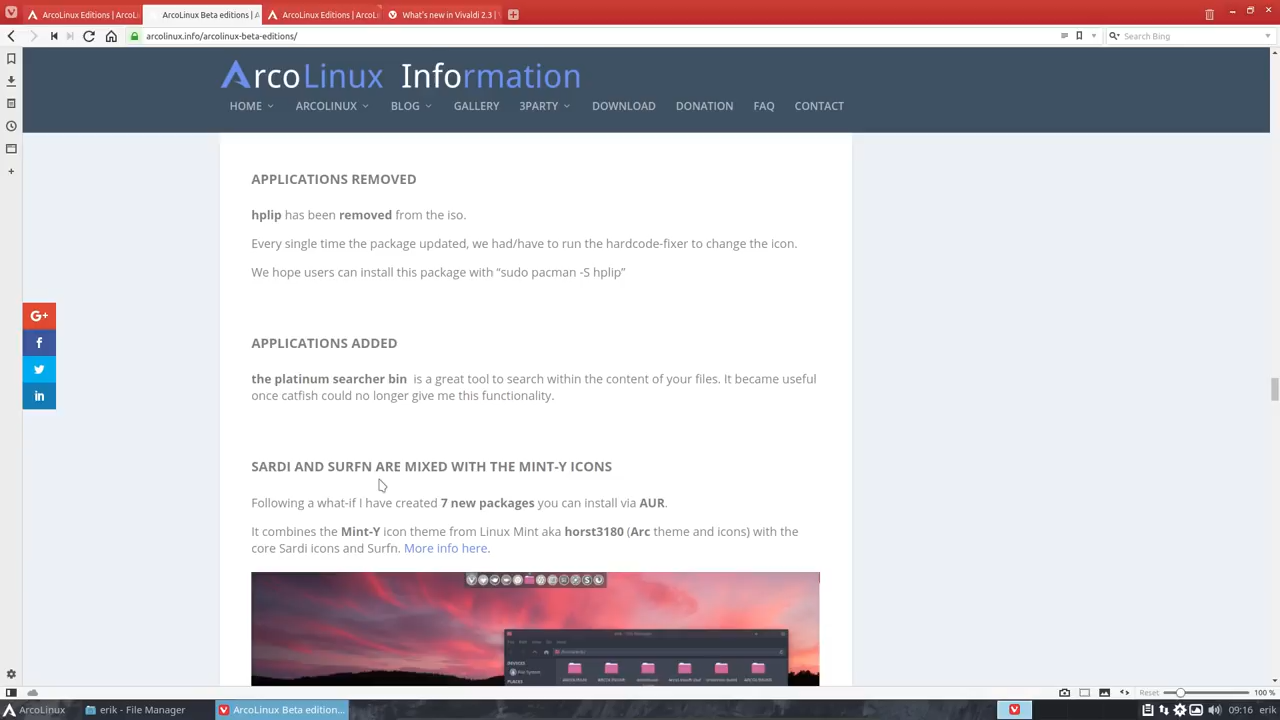 ArcoLinux Editions | ArcoL
ArcoLinux Beta editions | A
ArcoLinux Editions | ArcoL
What's new in Vivaldi 2.3 |
arcolinux.info/arcolinux-beta-editions/
Search Bing
ArcoLinux Information
HOME
ARCOLINUX
BLOG
GALLERY
3PARTY
DOWNLOAD
DONATION
FAQ
CONTACT
APPLICATIONS REMOVED
hplip has been removed from the iso.
Every single time the package updated, we had/have to run the hardcode-fixer to change the icon.
We hope users can install this package with “sudo pacman -S hplip”
G+
f
in
APPLICATIONS ADDED
the platinum searcher bin is a great tool to search within the content of your files. It became useful
once catfish could no longer give me this functionality.
SARDI AND SURFN ARE MIXED WITH THE MINT-Y ICONS
Following a what-if I have created 7 new packages you can install via AUR.
It combines the Mint-Y icon theme from Linux Mint aka horst3180 (Arc theme and icons) with the
core Sardi icons and Surfn. More info here.
DEVICES
File System
PLACES
Reset
100 %
ArcoLinux
erik - File Manager
ArcoLinux Beta edition...
09:16
erik